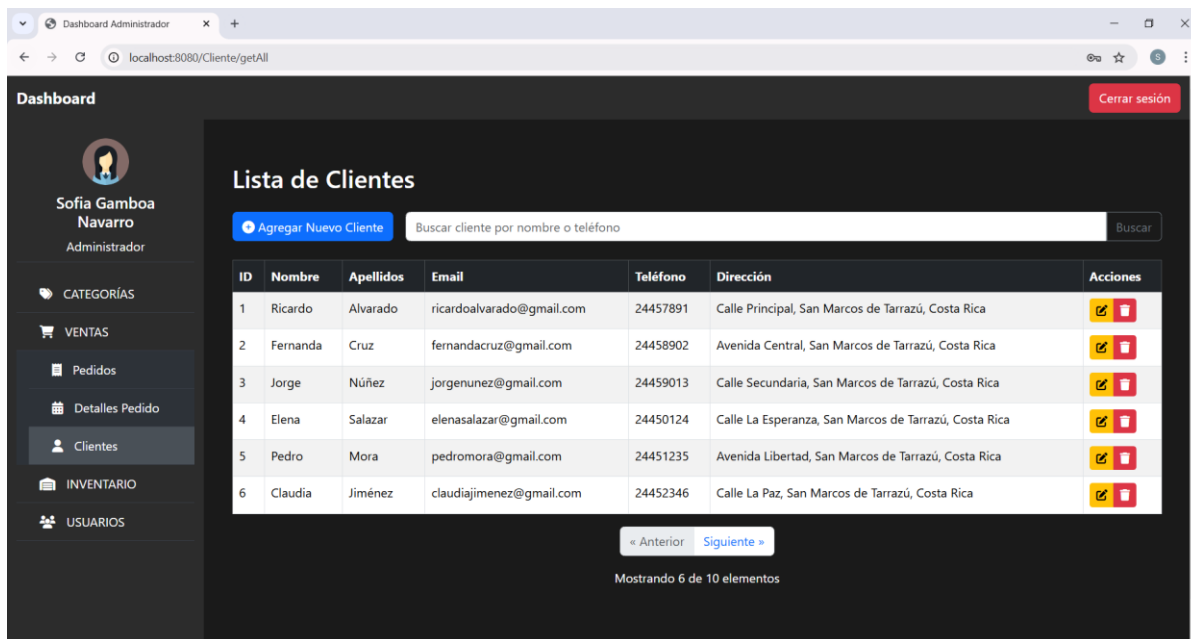 Dashboard Administrador
localhost:8080/Cliente/getAll
S
Dashboard
Cerrar sesión
Sofia Gamboa
Navarro
Administrador
CATEGORÍAS
VENTAS
Pedidos
Detalles Pedido
Clientes
INVENTARIO
USUARIOS
Lista de Clientes
Agregar Nuevo Cliente Buscar cliente por nombre o teléfono Buscar
ID Nombre Apellidos Email Teléfono Dirección Acciones
1 Ricardo Alvarado ricardoalvarado@gmail.com 24457891 Calle Principal, San Marcos de Tarrazú, Costa Rica
2 Fernanda Cruz fernandacruz@gmail.com 24458902 Avenida Central, San Marcos de Tarrazú, Costa Rica
3 Jorge Núñez jorgenunez@gmail.com 24459013 Calle Secundaria, San Marcos de Tarrazú, Costa Rica
4 Elena Salazar elenasalazar@gmail.com 24450124 Calle La Esperanza, San Marcos de Tarrazú, Costa Rica
5 Pedro Mora pedromora@gmail.com 24451235 Avenida Libertad, San Marcos de Tarrazú, Costa Rica
6 Claudia Jiménez claudiajimenez@gmail.com 24452346 Calle La Paz, San Marcos de Tarrazú, Costa Rica
« Anterior Siguiente »
Mostrando 6 de 10 elementos